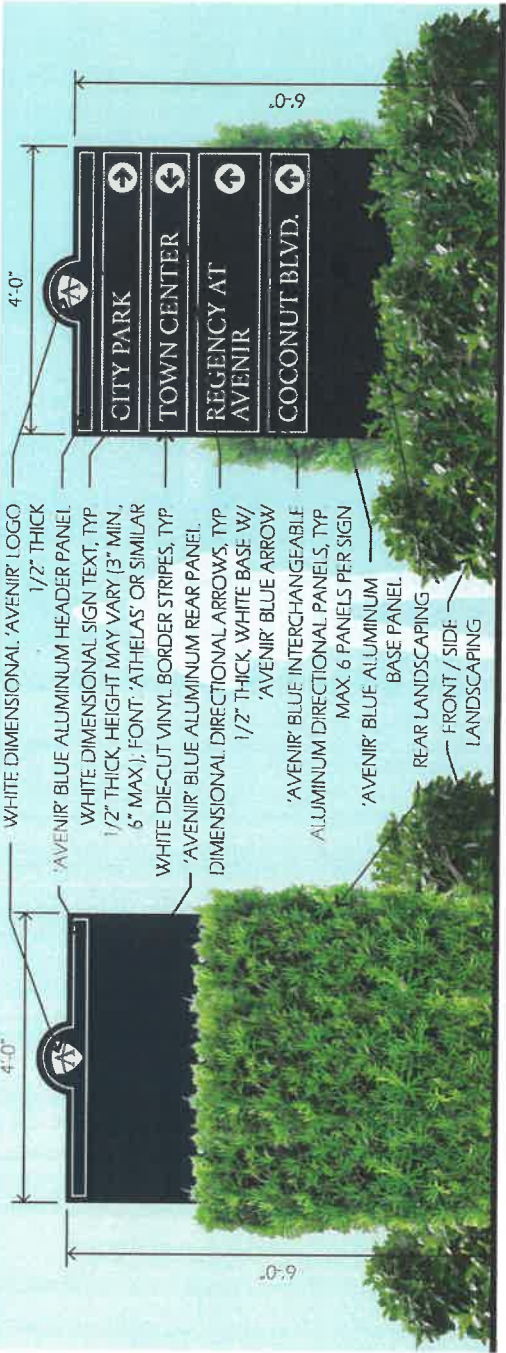 4'-0"
6'-0"
WHITE DIMENSIONAL 'AVENIR' LOGO
1/2" THICK
'AVENIR' BLUE ALUMINUM HEADER PANEL
WHITE DIMENSIONAL SIGN TEXT, TYP
1/2" THICK, HEIGHT MAY VARY (3" MIN,
6" MAX), FONT: 'ATHELAS' OR SIMILAR
WHITE DIE-CUT VINYL BORDER STRIPES, TYP
'AVENIR' BLUE ALUMINUM REAR PANEL
DIMENSIONAL DIRECTIONAL ARROWS, TYP
1/2" THICK, WHITE BASE W/
'AVENIR' BLUE ARROW
'AVENIR' BLUE INTERCHANGEABLE
ALUMINUM DIRECTIONAL PANELS, TYP
MAX. 6 PANELS PER SIGN
'AVENIR' BLUE ALUMINUM
BASE PANEL
REAR LANDSCAPING
FRONT / SIDE
LANDSCAPING
4'-0"
6'-0"
CITY PARK
TOWN CENTER
REGENCY AT
AVENIR
COCONUT BLVD.